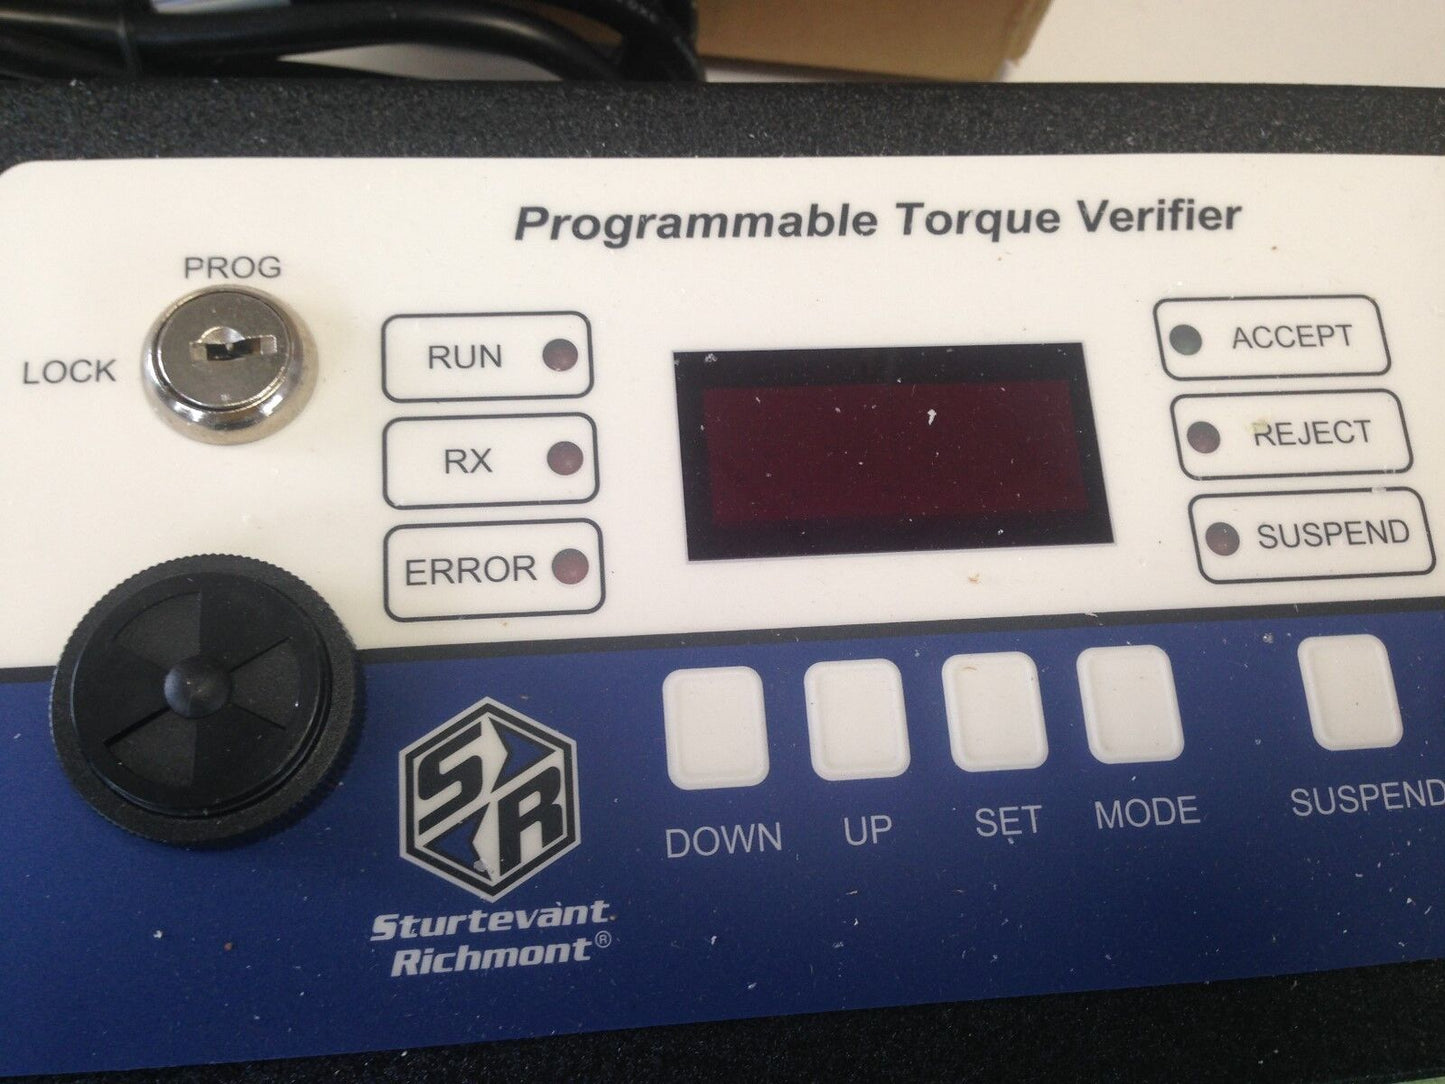 Programmable Torque Verifier
PROG
LOCK
RUN
RX
ERROR
ACCEPT
REJECT
SUSPEND
DOWN
UP
SET
MODE
SUSPEND
SR
Sturtevant
Richmont®